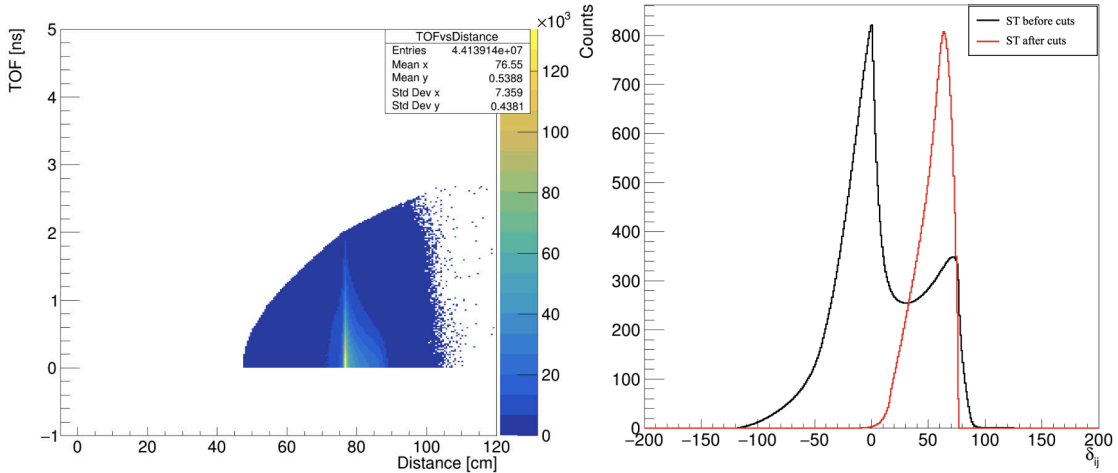 TOF [ns]
5
4
3
2
1
0
−1
TOFvsDistance
Entries 4.413914e+07
Mean x 76.55
Mean y 0.5388
Std Dev x 7.359
Std Dev y 0.4381
×10³
120
100
80
60
40
20
0
0 20 40 60 80 100 120
Distance [cm]
Counts
800
700
600
500
400
300
200
100
0
ST before cuts
ST after cuts
−200 −150 −100 −50 0 50 100 150 200
δij